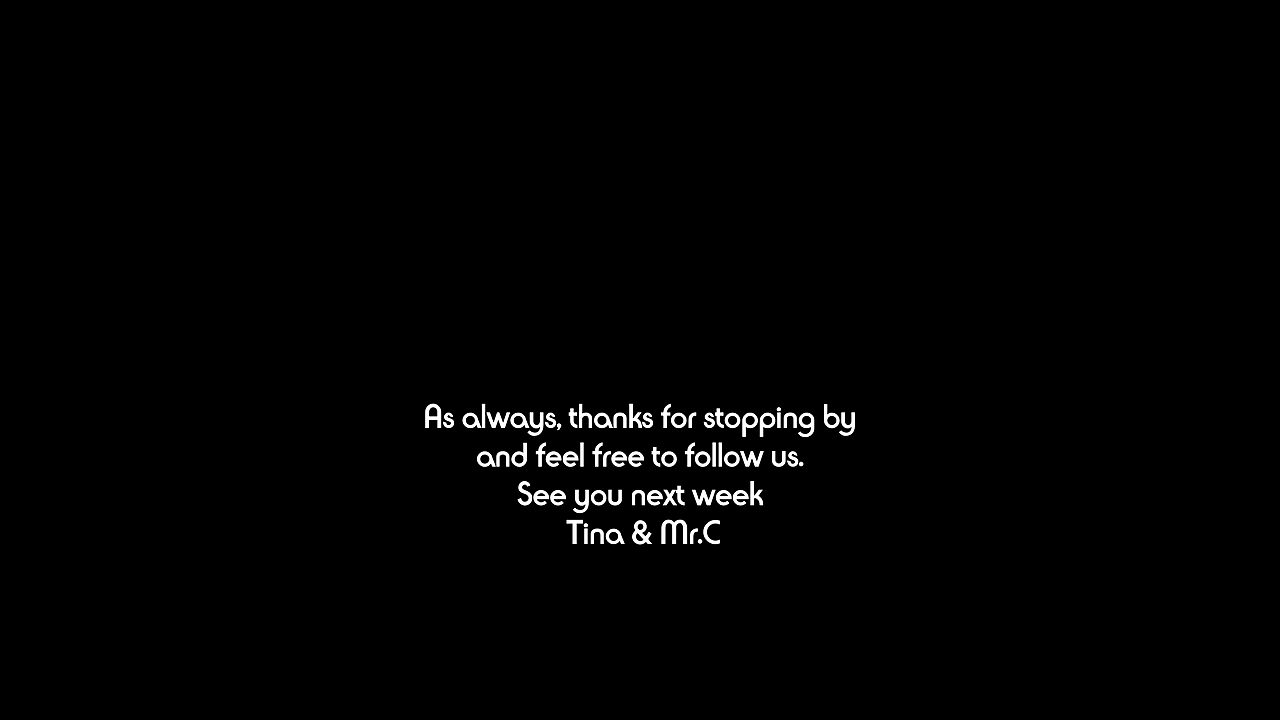 As always, thanks for stopping by
and feel free to follow us.
See you next week
Tina & Mr.C